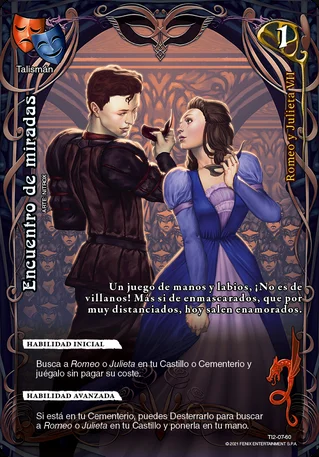 1
Talismán
Encuentro de miradas
ARTE: NITROX
Romeo y Julieta VII
Un juego de manos y labios, ¡No es de
villanos! Más si de enmascarados, que por
muy distanciados, hoy salen enamorados.
HABILIDAD INICIAL
Busca a Romeo o Julieta en tu Castillo o Cementerio y
juégalo sin pagar su coste.
HABILIDAD AVANZADA
Si está en tu Cementerio, puedes Desterrarlo para buscar
a Romeo o Julieta en tu Castillo y ponerla en tu mano.
TI2-07-60
©2021 FENIX ENTERTAINMENT S.P.A.